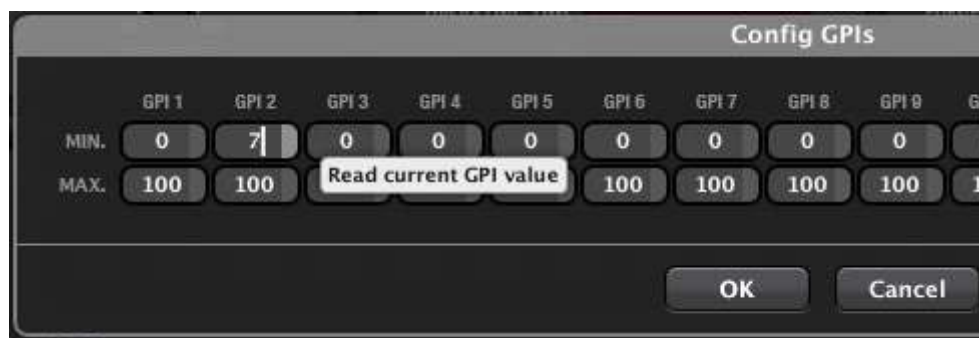 Config GPIs
GPI 1 GPI 2 GPI 3 GPI 4 GPI 5 GPI 6 GPI 7 GPI 8 GPI 9
MIN. 0 7 0 0 0 0 0 0 0
Read current GPI value
MAX. 100 100 100 100 100 100
OK Cancel